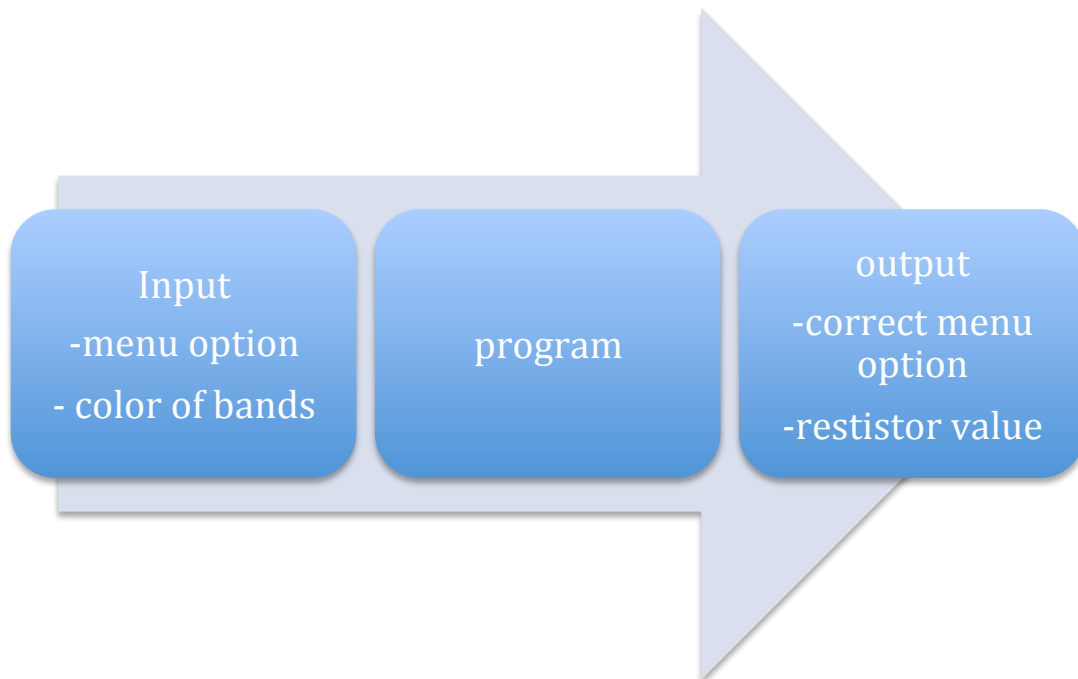 Input
-menu option
- color of bands
program
output
-correct menu
option
-restistor value